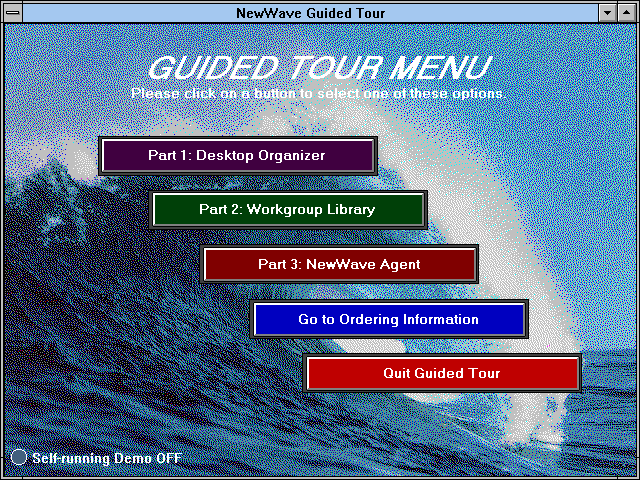 NewWave Guided Tour
GUIDED TOUR MENU
Please click on a button to select one of these options.
Part 1: Desktop Organizer
Part 2: Workgroup Library
Part 3: NewWave Agent
Go to Ordering Information
Quit Guided Tour
Self-running Demo OFF